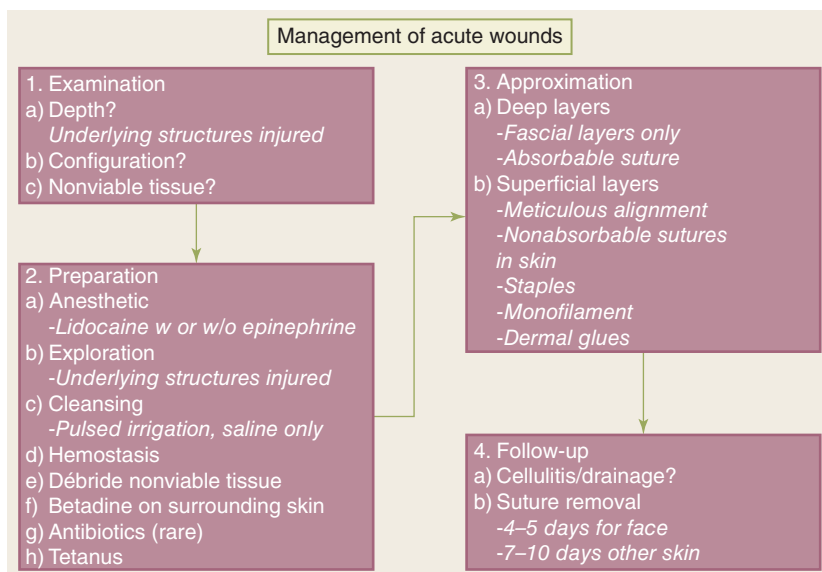 Management of acute wounds
1. Examination
a) Depth?
Underlying structures injured
b) Configuration?
c) Nonviable tissue?
2. Preparation
a) Anesthetic
-Lidocaine w or w/o epinephrine
b) Exploration
-Underlying structures injured
c) Cleansing
-Pulsed irrigation, saline only
d) Hemostasis
e) Débride nonviable tissue
f) Betadine on surrounding skin
g) Antibiotics (rare)
h) Tetanus
3. Approximation
a) Deep layers
-Fascial layers only
-Absorbable suture
b) Superficial layers
-Meticulous alignment
-Nonabsorbable sutures
in skin
-Staples
-Monofilament
-Dermal glues
4. Follow-up
a) Cellulitis/drainage?
b) Suture removal
-4–5 days for face
-7–10 days other skin